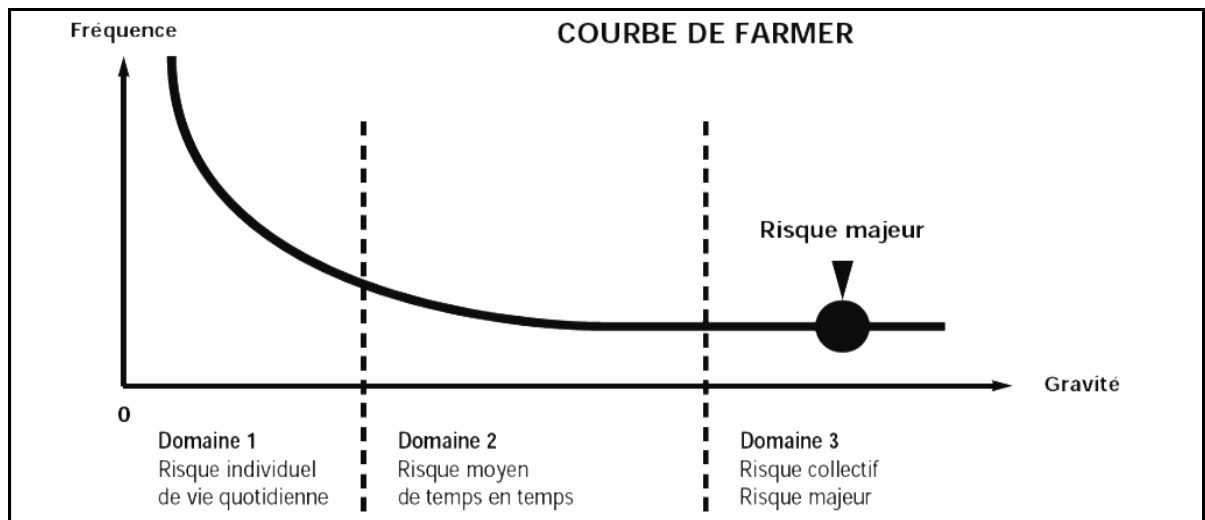 Fréquence
COURBE DE FARMER
Risque majeur
Gravité
0
Domaine 1
Risque individuel
de vie quotidienne
Domaine 2
Risque moyen
de temps en temps
Domaine 3
Risque collectif
Risque majeur